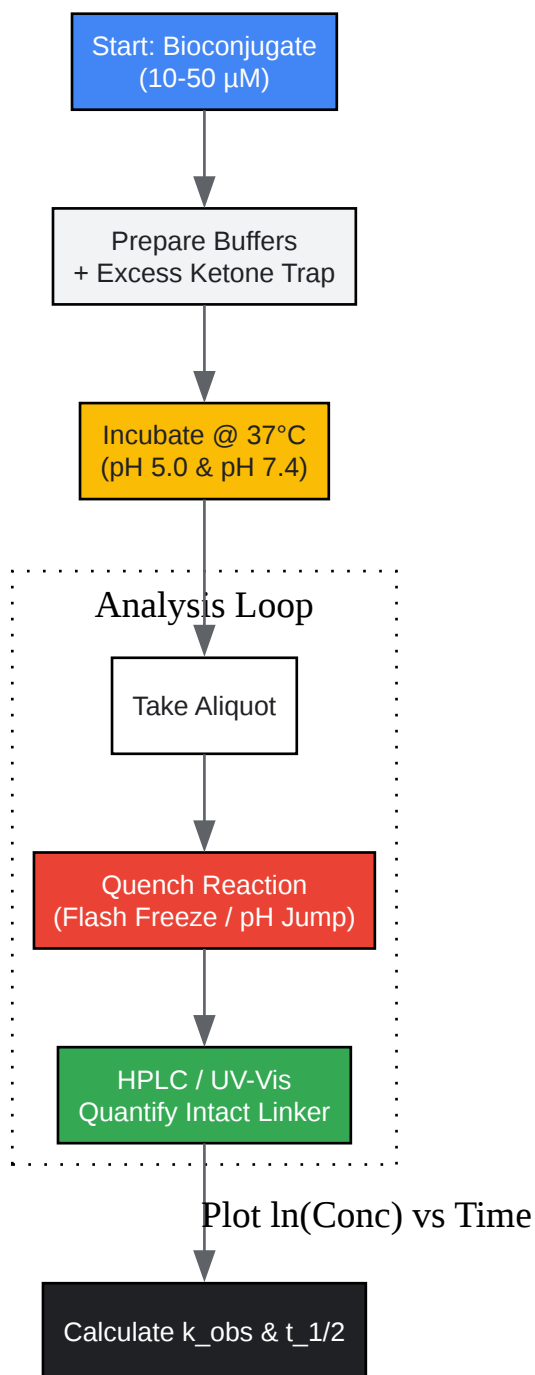 Start: Bioconjugate
(10-50 µM)
Prepare Buffers
+ Excess Ketone Trap
Incubate @ 37°C
(pH 5.0 & pH 7.4)
Analysis Loop
Take Aliquot
Quench Reaction
(Flash Freeze / pH Jump)
HPLC / UV-Vis
Quantify Intact Linker
Plot ln(Conc) vs Time
Calculate k_obs & t_1/2